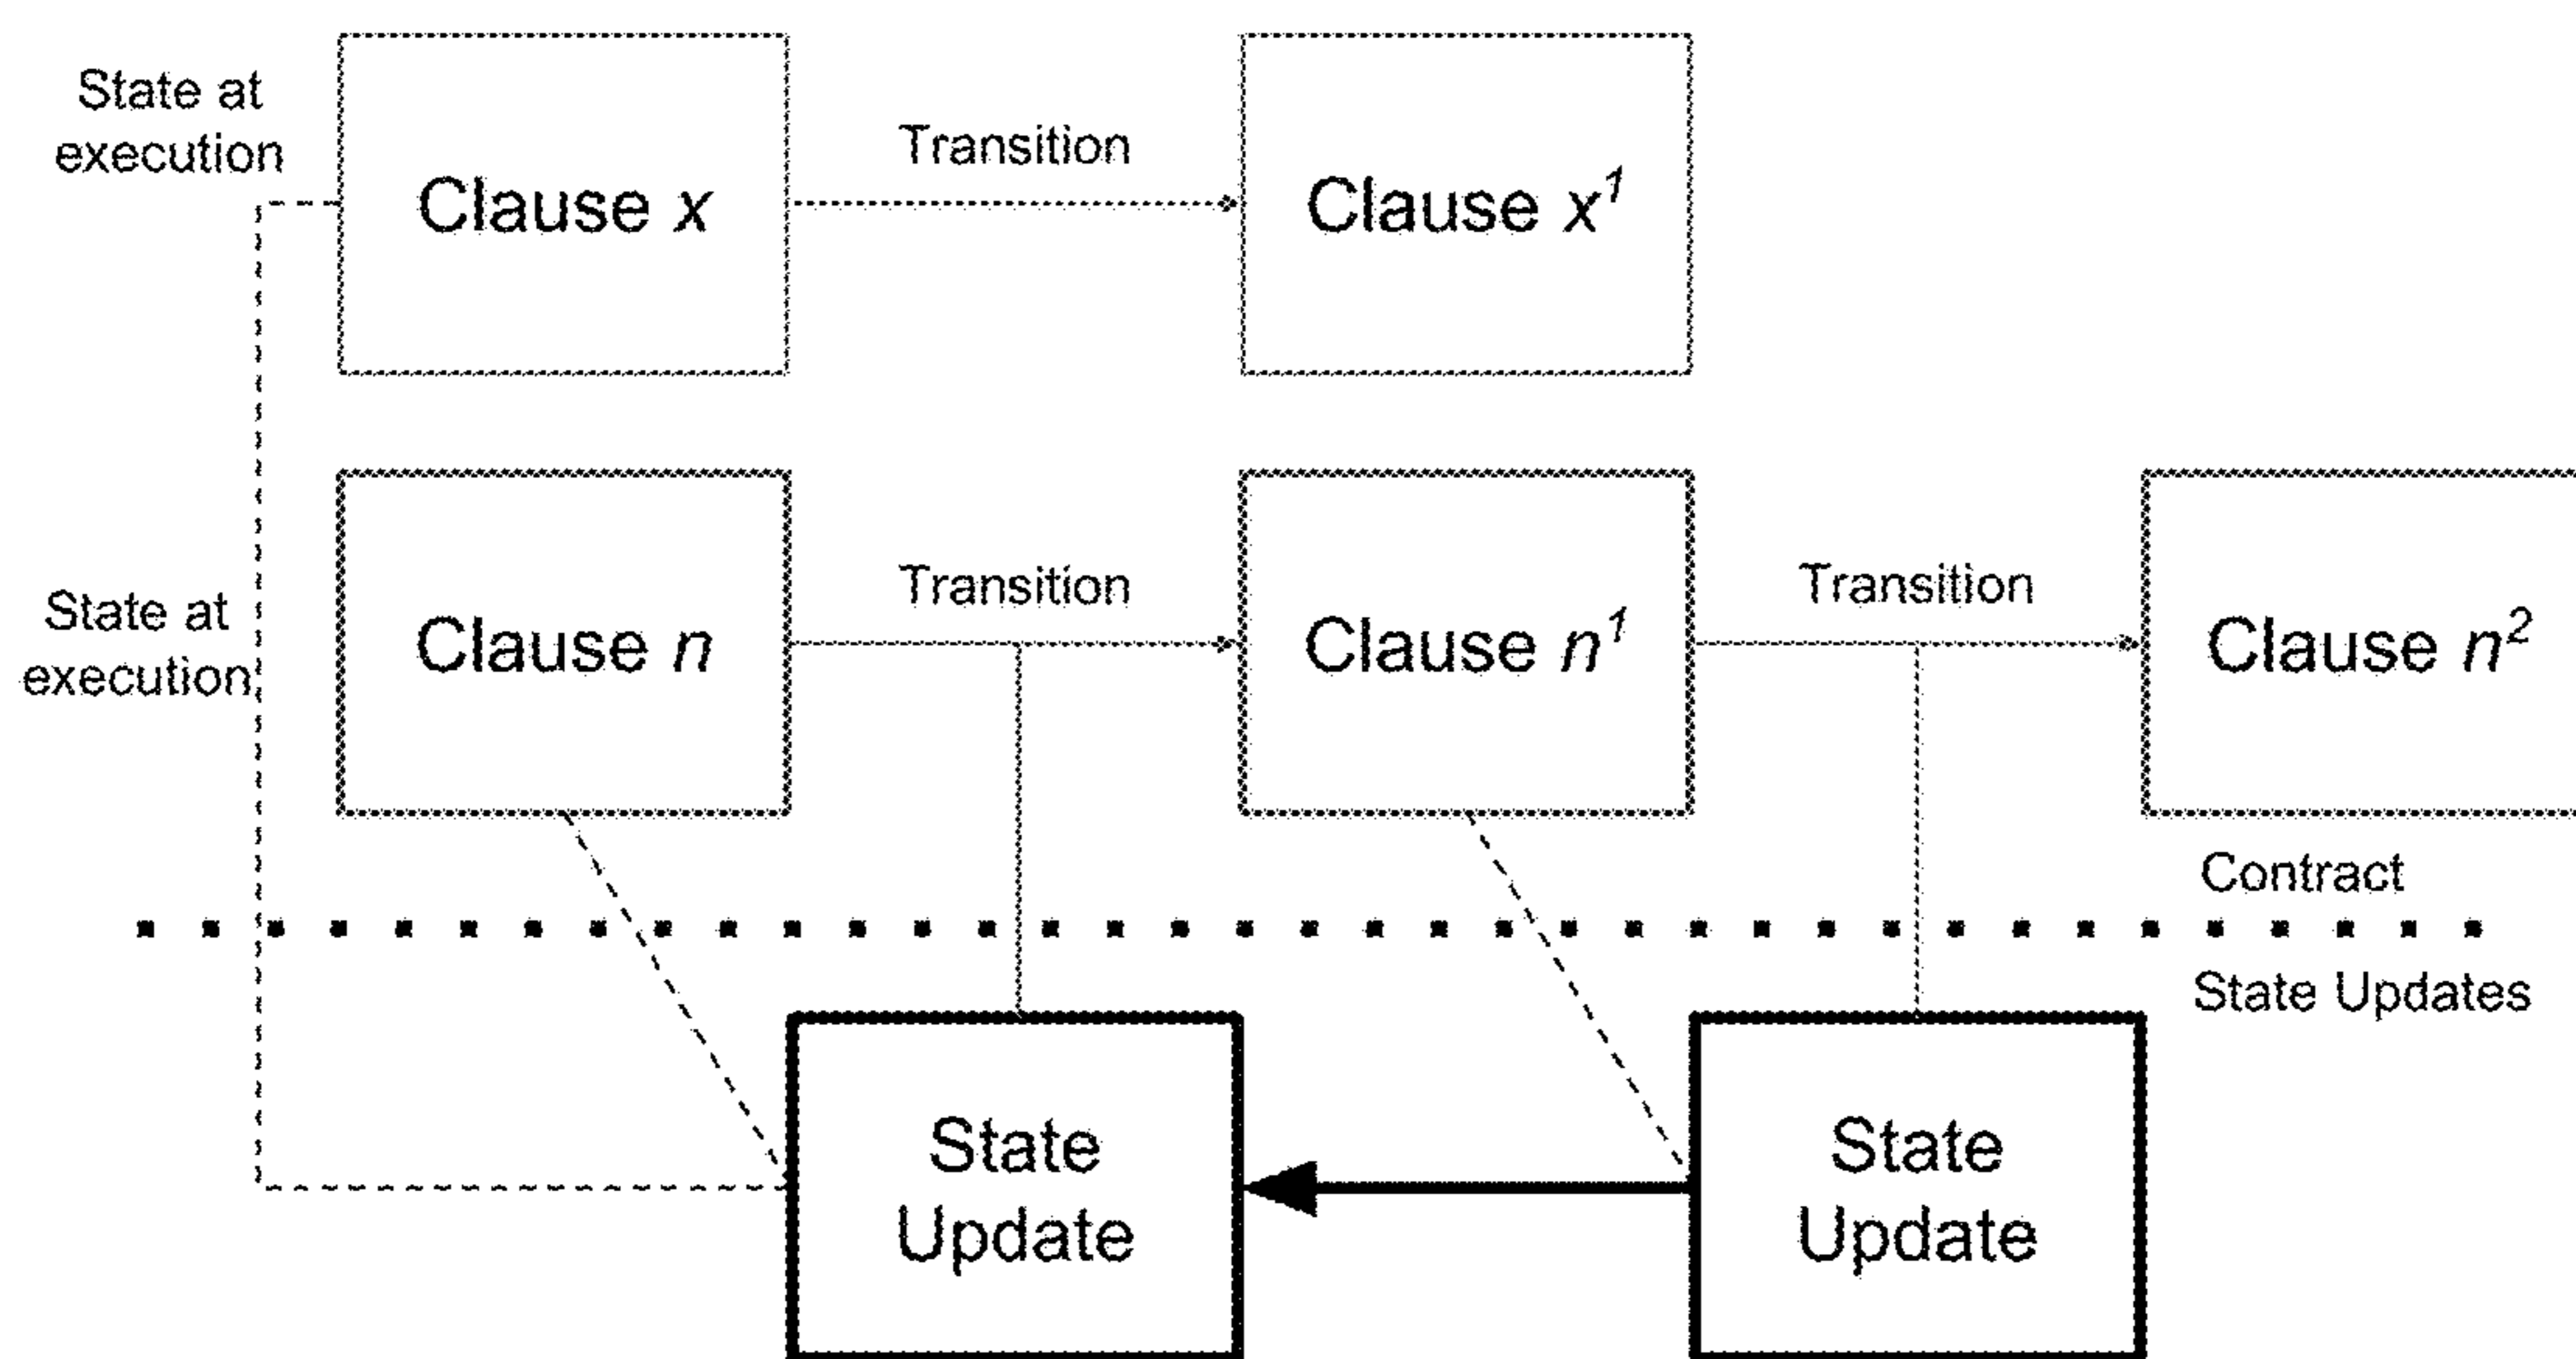 State at
execution
Clause x
Transition
Clause x¹
State at
execution
Clause n
Transition
Clause n¹
Transition
Clause n²
Contract
State Updates
State
Update
State
Update